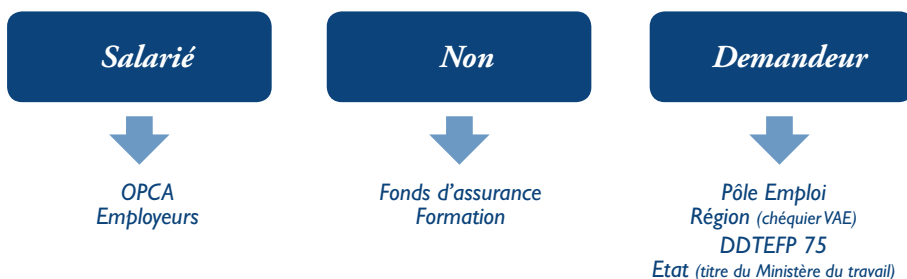 Salarié
Non
Demandeur
OPCA
Employeurs
Fonds d’assurance
Formation
Pôle Emploi
Région (chéquier VAE)
DDTEFP 75
Etat (titre du Ministère du travail)